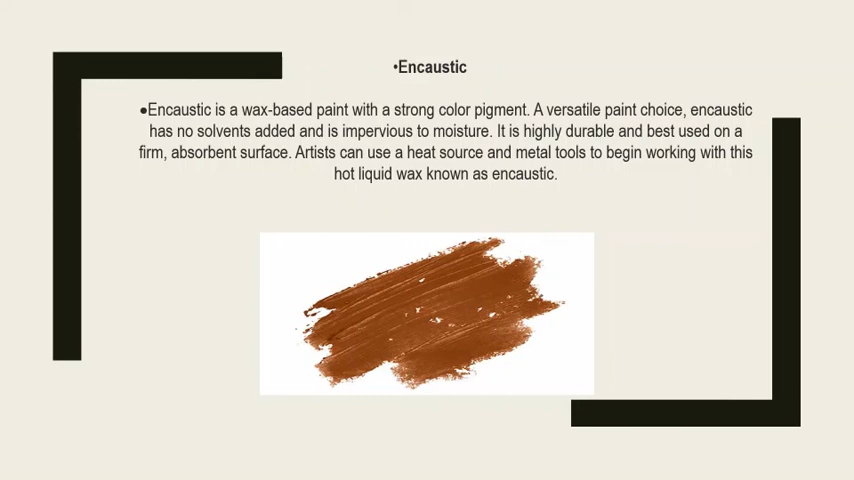 •Encaustic
●Encaustic is a wax-based paint with a strong color pigment. A versatile paint choice, encaustic
has no solvents added and is impervious to moisture. It is highly durable and best used on a
firm, absorbent surface. Artists can use a heat source and metal tools to begin working with this
hot liquid wax known as encaustic.